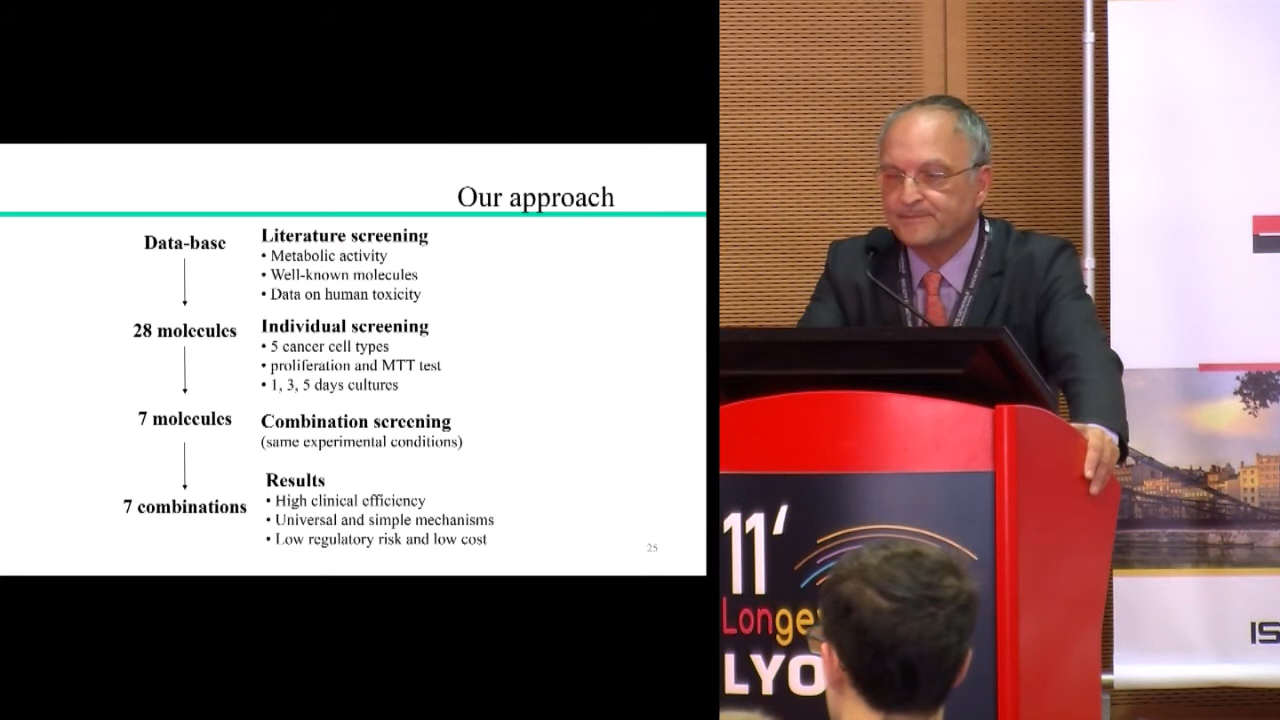 Our approach
Data-base
Literature screening
• Metabolic activity
• Well-known molecules
• Data on human toxicity
28 molecules
Individual screening
• 5 cancer cell types
• proliferation and MTT test
• 1, 3, 5 days cultures
7 molecules
Combination screening
(same experimental conditions)
7 combinations
Results
• High clinical efficiency
• Universal and simple mechanisms
• Low regulatory risk and low cost
25
11‘
Longe
LYO
IS